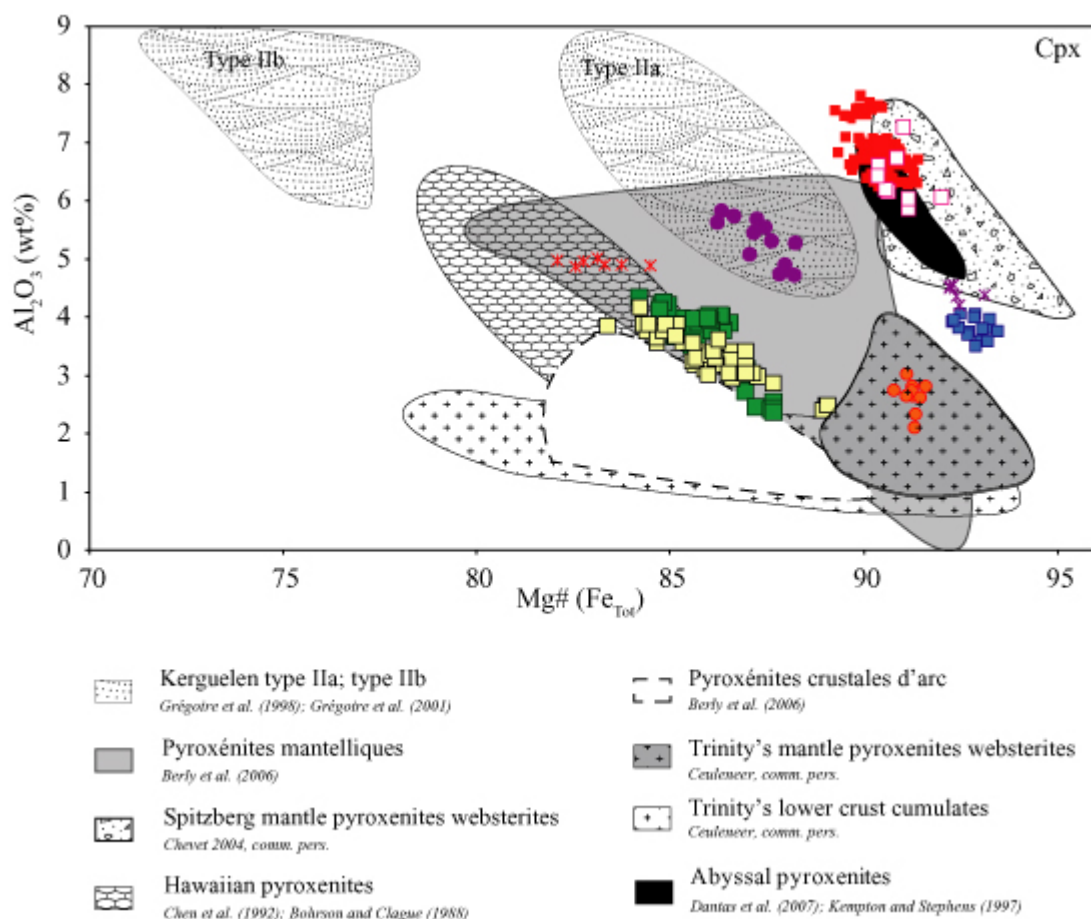 9
Cpx
Type IIb
Type IIa
8
7
6
5
4
3
2
1
0
Al2O3 (wt%)
70
75
80
85
90
95
Mg# (FeTot)
Kerguelen type IIa; type IIb
Grégoire et al. (1998); Grégoire et al. (2001)
Pyroxénites mantelliques
Berly et al. (2006)
Spitzberg mantle pyroxenites websterites
Chevet 2004, comm. pers.
Hawaiian pyroxenites
Chen et al. (1992); Bohrson and Clague (1988)
Pyroxénites crustales d'arc
Berly et al. (2006)
Trinity's mantle pyroxenites websterites
Ceuleneer, comm. pers.
Trinity's lower crust cumulates
Ceuleneer, comm. pers.
Abyssal pyroxenites
Dantas et al. (2007); Kempton and Stephens (1997)